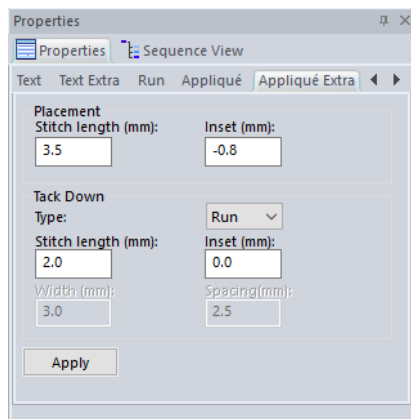 Properties
Properties Sequence View
Text Text Extra Run Appliqué Appliqué Extra
Placement
Stitch length (mm): Inset (mm):
3.5 -0.8
Tack Down
Type: Run
Stitch length (mm): Inset (mm):
2.0 0.0
Width (mm): Spacing(mm):
3.0 2.5
Apply